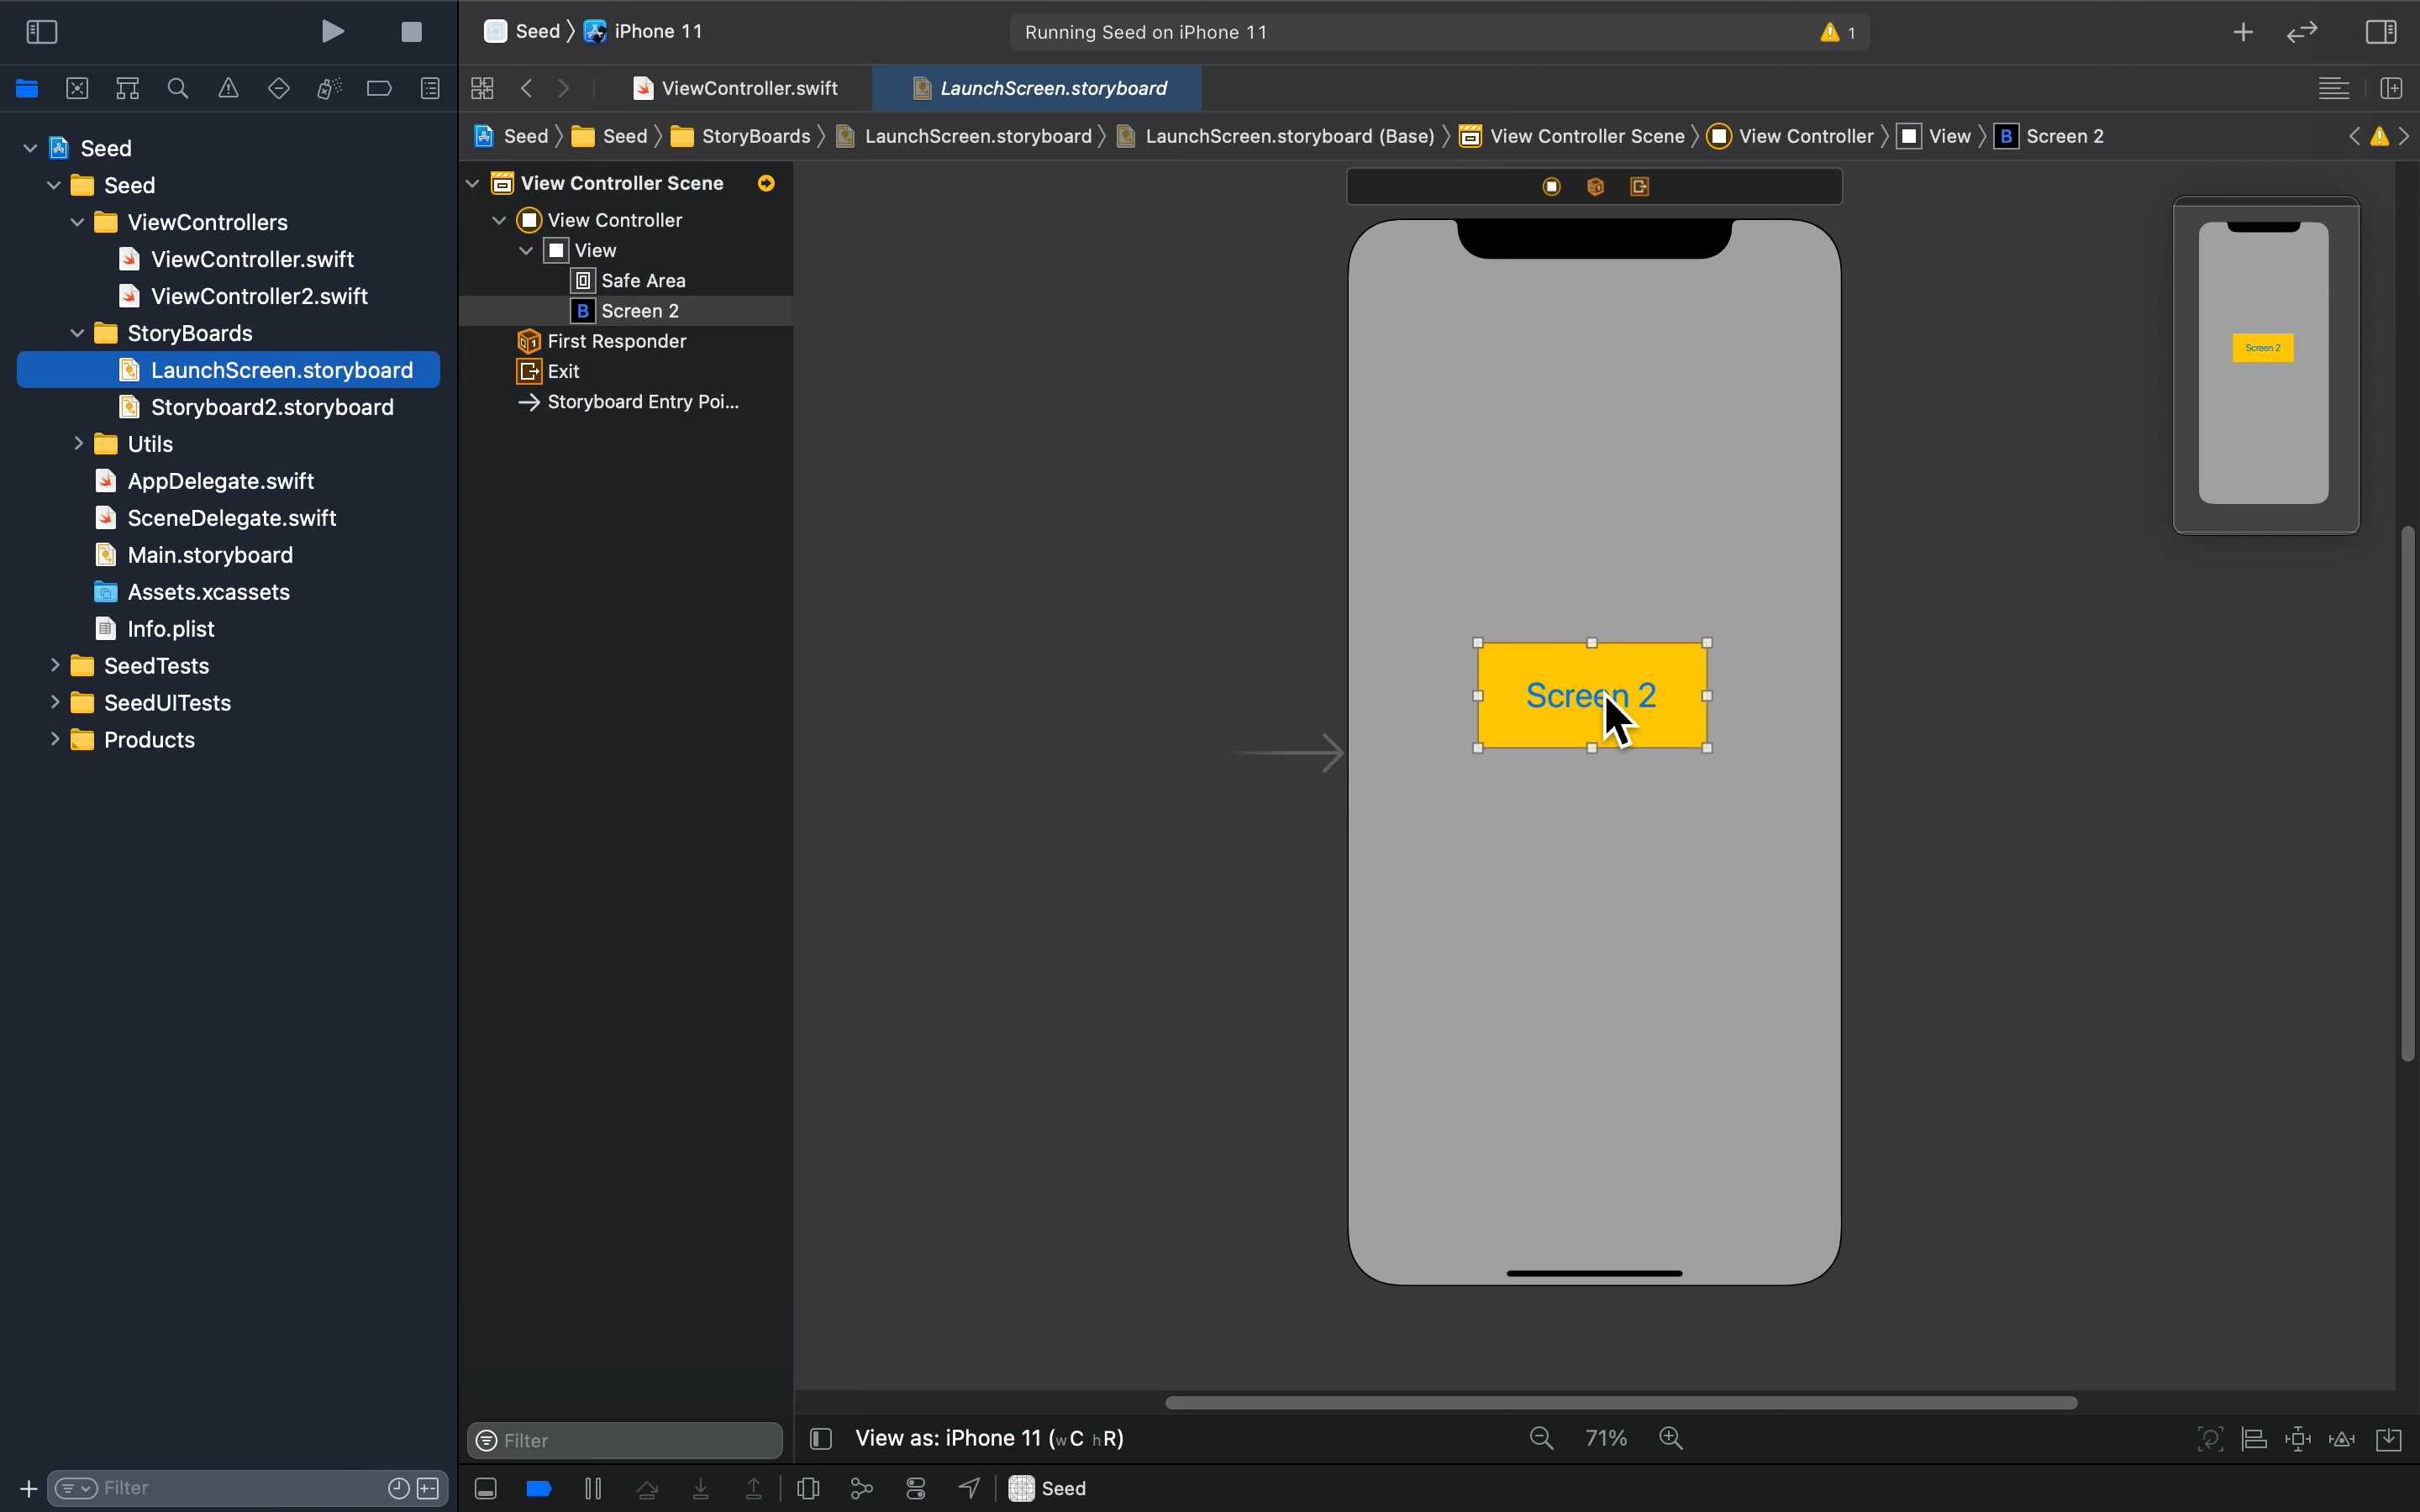 Seed iPhone 11
Running Seed on iPhone 11
1
ViewController.swift
LaunchScreen.storyboard
Seed
Seed
StoryBoards
LaunchScreen.storyboard
LaunchScreen.storyboard (Base)
View Controller Scene
View Controller
View
B Screen 2
Seed
Seed
ViewControllers
ViewController.swift
ViewController2.swift
StoryBoards
LaunchScreen.storyboard
Storyboard2.storyboard
Utils
AppDelegate.swift
SceneDelegate.swift
Main.storyboard
Assets.xcassets
Info.plist
SeedTests
SeedUITests
Products
View Controller Scene
View Controller
View
Safe Area
B Screen 2
First Responder
Exit
Storyboard Entry Poi...
Screen 2
Screen 2
Filter
View as: iPhone 11 (wC hR)
71%
Filter
Seed